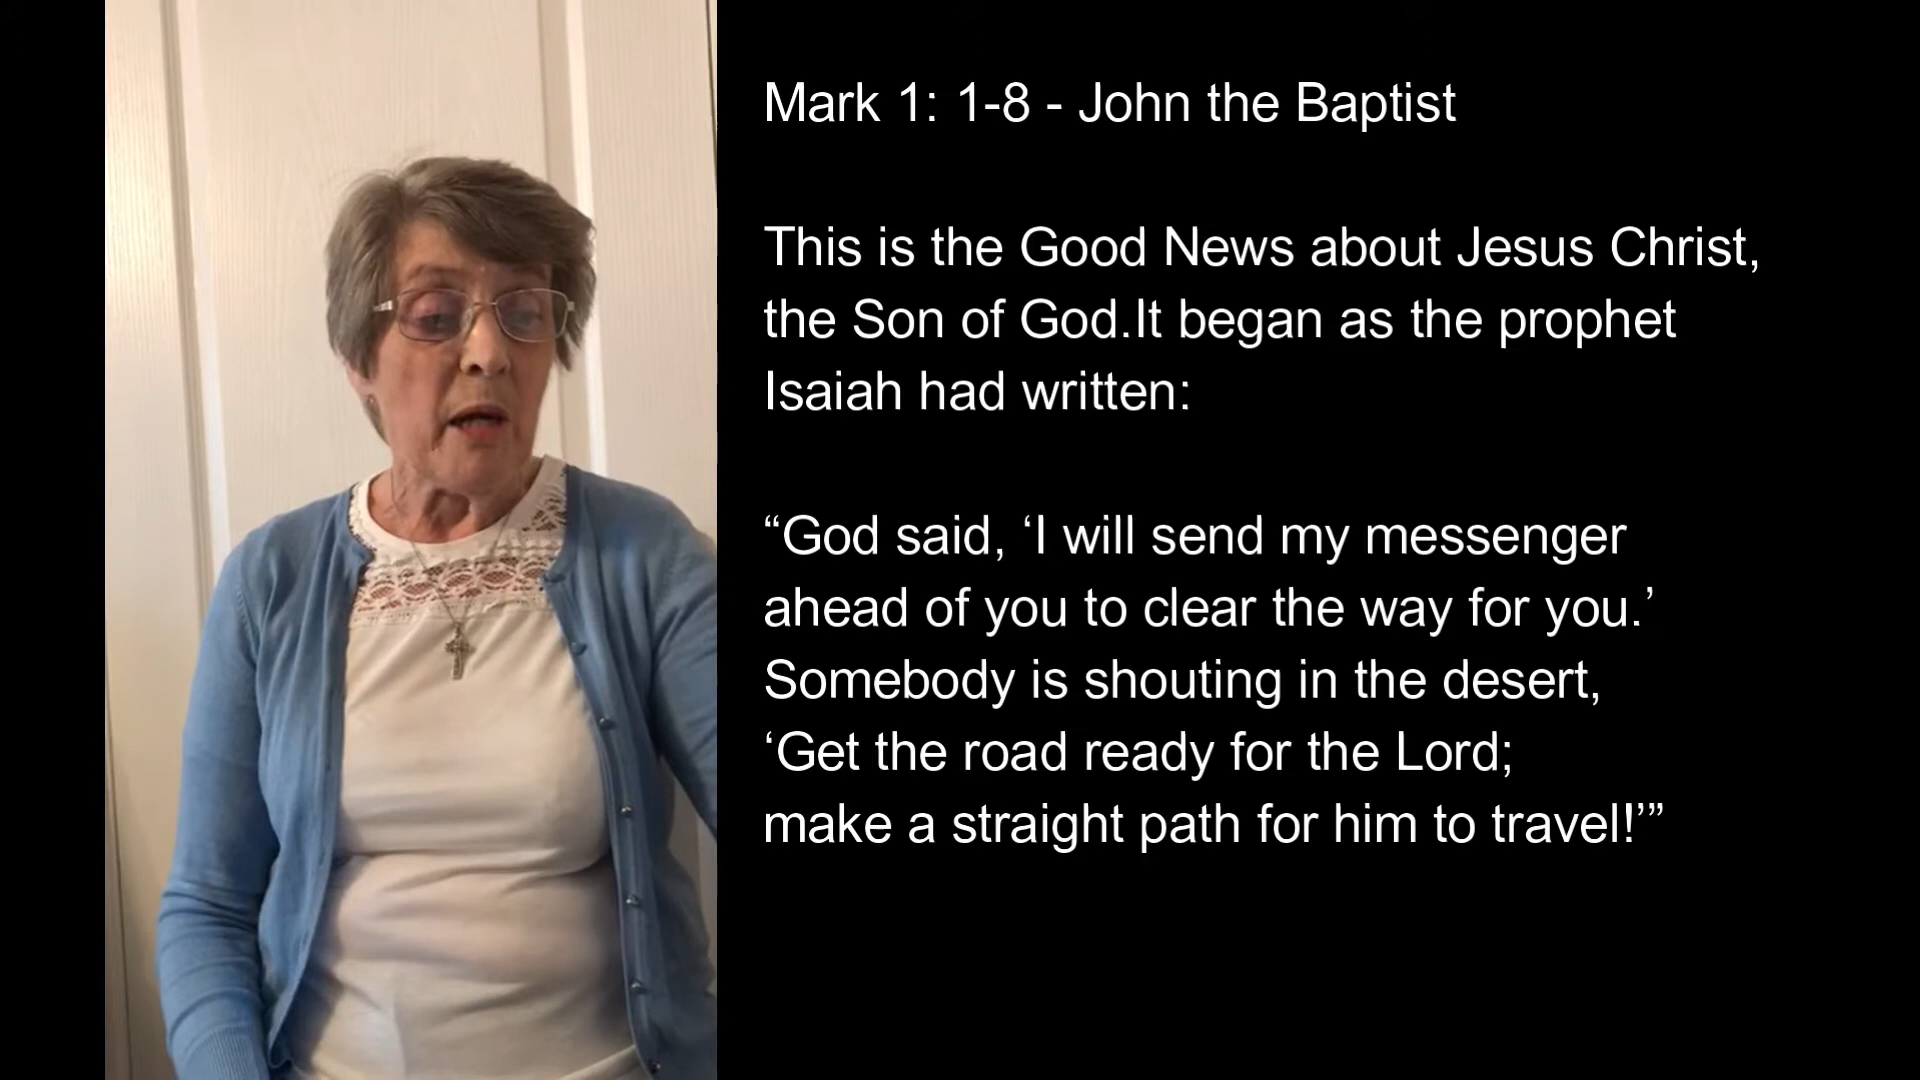 Mark 1: 1-8 - John the Baptist
This is the Good News about Jesus Christ,
the Son of God.It began as the prophet
Isaiah had written:
“God said, ‘I will send my messenger
ahead of you to clear the way for you.’
Somebody is shouting in the desert,
‘Get the road ready for the Lord;
make a straight path for him to travel!’”